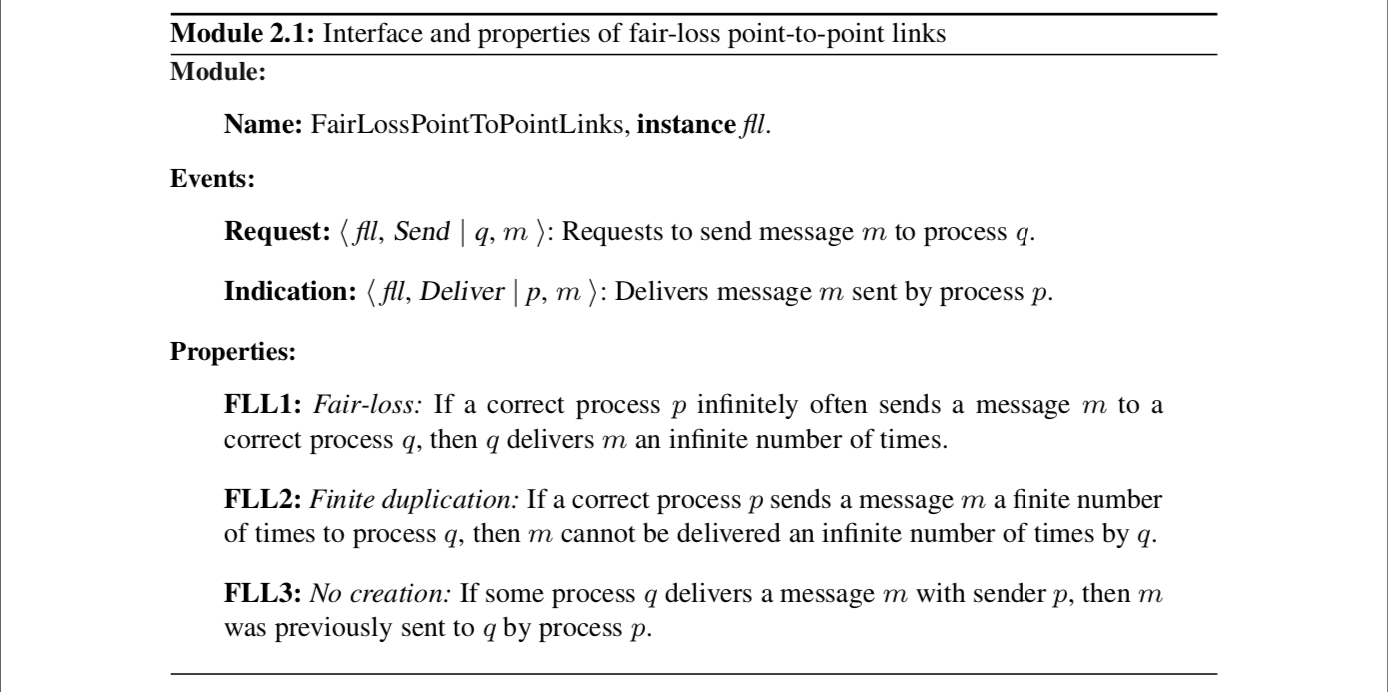 Module 2.1: Interface and properties of fair-loss point-to-point links
Module:
Name: FairLossPointToPointLinks, instance fll.
Events:
Request: ⟨ fll, Send | q, m ⟩: Requests to send message m to process q.
Indication: ⟨ fll, Deliver | p, m ⟩: Delivers message m sent by process p.
Properties:
FLL1: Fair-loss: If a correct process p infinitely often sends a message m to a
correct process q, then q delivers m an infinite number of times.
FLL2: Finite duplication: If a correct process p sends a message m a finite number
of times to process q, then m cannot be delivered an infinite number of times by q.
FLL3: No creation: If some process q delivers a message m with sender p, then m
was previously sent to q by process p.